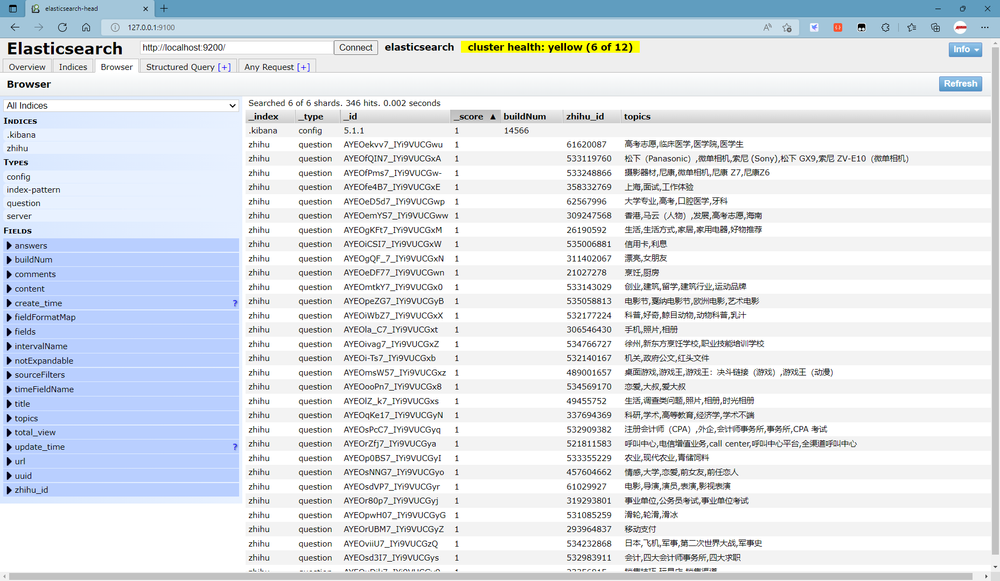 elasticsearch-head
127.0.0.1:9100
Elasticsearch http://localhost:9200/ Connect elasticsearch cluster health: yellow (6 of 12) Info
Overview Indices Browser Structured Query [+] Any Request [+]
Browser Refresh
All Indices
INDICES
.kibana
zhihu
TYPES
config
index-pattern
question
server
FIELDS
answers
buildNum
comments
content
create_time ?
fieldFormatMap
fields
intervalName
notExpandable
sourceFilters
timeFieldName
title
topics
total_view
update_time ?
url
uuid
zhihu_id
Searched 6 of 6 shards. 346 hits. 0.002 seconds
_index _type _id _score ▲ buildNum zhihu_id topics
.kibana config 5.1.1 1 14566
zhihu question AYEOekvv7_IYi9VUCGwu 1 61620087 高考志愿,临床医学,医学院,医学生
zhihu question AYEOfQIN7_IYi9VUCGxA 1 533119760 松下（Panasonic）,微单相机,索尼 (Sony),松下 GX9,索尼 ZV-E10（微单相机）
zhihu question AYEOfPms7_IYi9VUCGw- 1 533248866 摄影器材,尼康,微单相机,尼康 Z7,尼康Z6
zhihu question AYEOfe4B7_IYi9VUCGxE 1 358332769 上海,面试,工作体验
zhihu question AYEOeD5d7_IYi9VUCGwp 1 62567996 大学专业,高考,口腔医学,牙科
zhihu question AYEOemYS7_IYi9VUCGww 1 309247568 香港,马云（人物）,发展,高考志愿,海南
zhihu question AYEOgKFt7_IYi9VUCGxM 1 26190592 生活,生活方式,家居,家用电器,好物推荐
zhihu question AYEOiCSI7_IYi9VUCGxW 1 535006881 信用卡,利息
zhihu question AYEOgQF_7_IYi9VUCGxN 1 311402067 漂亮,女朋友
zhihu question AYEOeDF77_IYi9VUCGwn 1 21027278 烹饪,厨房
zhihu question AYEOmtkY7_IYi9VUCGx0 1 533143029 创业,建筑,留学,建筑行业,运动品牌
zhihu question AYEOpeZG7_IYi9VUCGyB 1 535058813 电影节,戛纳电影节,欧洲电影,艺术电影
zhihu question AYEOiWbZ7_IYi9VUCGxX 1 532177224 科普,好奇,鲸目动物,动物科普,乳汁
zhihu question AYEOla_C7_IYi9VUCGxt 1 306546430 手机,照片,相册
zhihu question AYEOivag7_IYi9VUCGxZ 1 534766727 徐州,新东方烹饪学校,职业技能培训学校
zhihu question AYEOi-Ts7_IYi9VUCGxb 1 532140167 机关,政府公文,红头文件
zhihu question AYEOmsW57_IYi9VUCGxz 1 489001657 桌面游戏,游戏王,游戏王：决斗链接（游戏）,游戏王（动漫）
zhihu question AYEOooPn7_IYi9VUCGx8 1 534569170 恋爱,大叔,爱大叔
zhihu question AYEOlZ_k7_IYi9VUCGxs 1 49455752 生活,调查类问题,照片,相册,时光相册
zhihu question AYEOqKe17_IYi9VUCGyN 1 337694369 科研,学术,高等教育,经济学,学术不端
zhihu question AYEOsPcC7_IYi9VUCGyq 1 532909382 注册会计师（CPA）,外企,会计师事务所,事务所,CPA 考试
zhihu question AYEOrZfj7_IYi9VUCGya 1 521811583 呼叫中心,电信增值业务,call center,呼叫中心平台,全渠道呼叫中心
zhihu question AYEOp0BS7_IYi9VUCGyI 1 533355229 农业,现代农业,青储饲料
zhihu question AYEOsNNG7_IYi9VUCGyo 1 457604662 情感,大学,恋爱,前女友,前任恋人
zhihu question AYEOsdVP7_IYi9VUCGyr 1 61029927 电影,导演,演员,表演,影视表演
zhihu question AYEOr80p7_IYi9VUCGyj 1 319293801 事业单位,公务员考试,事业单位考试
zhihu question AYEOpwH07_IYi9VUCGyG 1 531085259 滑轮,轮滑,滑冰
zhihu question AYEOrUBM7_IYi9VUCGyZ 1 293964837 移动支付
zhihu question AYEOviiU7_IYi9VUCGzQ 1 534232868 日本,飞机,军事,第二次世界大战,军事史
zhihu question AYEOsd3I7_IYi9VUCGys 1 532983911 会计,四大会计师事务所,四大求职